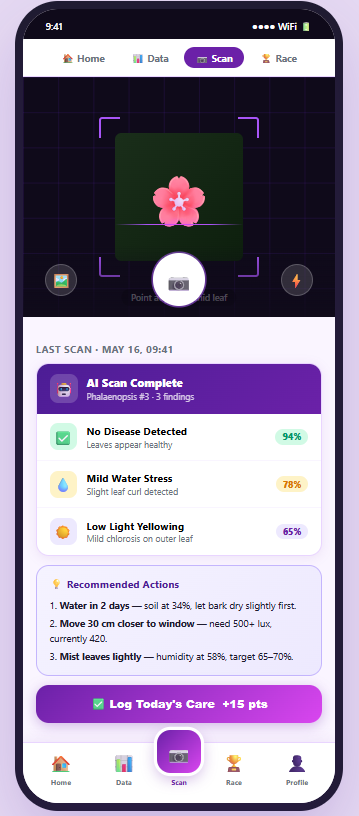 9:41
WiFi
Home
Data
Scan
Race
Point a
id leaf
LAST SCAN · MAY 16, 09:41
AI Scan Complete
Phalaenopsis #3 · 3 findings
No Disease Detected
Leaves appear healthy
94%
Mild Water Stress
Slight leaf curl detected
78%
Low Light Yellowing
Mild chlorosis on outer leaf
65%
Recommended Actions
1. Water in 2 days — soil at 34%, let bark dry slightly first.
2. Move 30 cm closer to window — need 500+ lux,
currently 420.
3. Mist leaves lightly — humidity at 58%, target 65–70%.
Log Today's Care +15 pts
Home
Data
Scan
Race
Profile